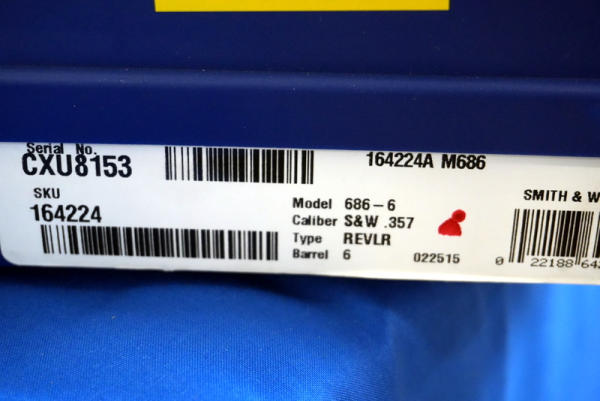 Serial No.
CXU8153
164224A M686
SKU
164224
Model 686-6
Caliber S&W .357
Type REVLR
Barrel 6
022515
SMITH & W
0 22188 64